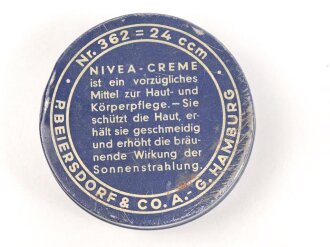 Nr. 362 = 24 ccm
NIVEA-CREME
ist ein vorzügliches
Mittel zur Haut- und
Körperpflege. — Sie
schützt die Haut, er-
hält sie geschmeidig
und erhöht die bräu-
nende Wirkung der
Sonnenstrahlung.
P. BEIERSDORF & CO. A.-G. HAMBURG